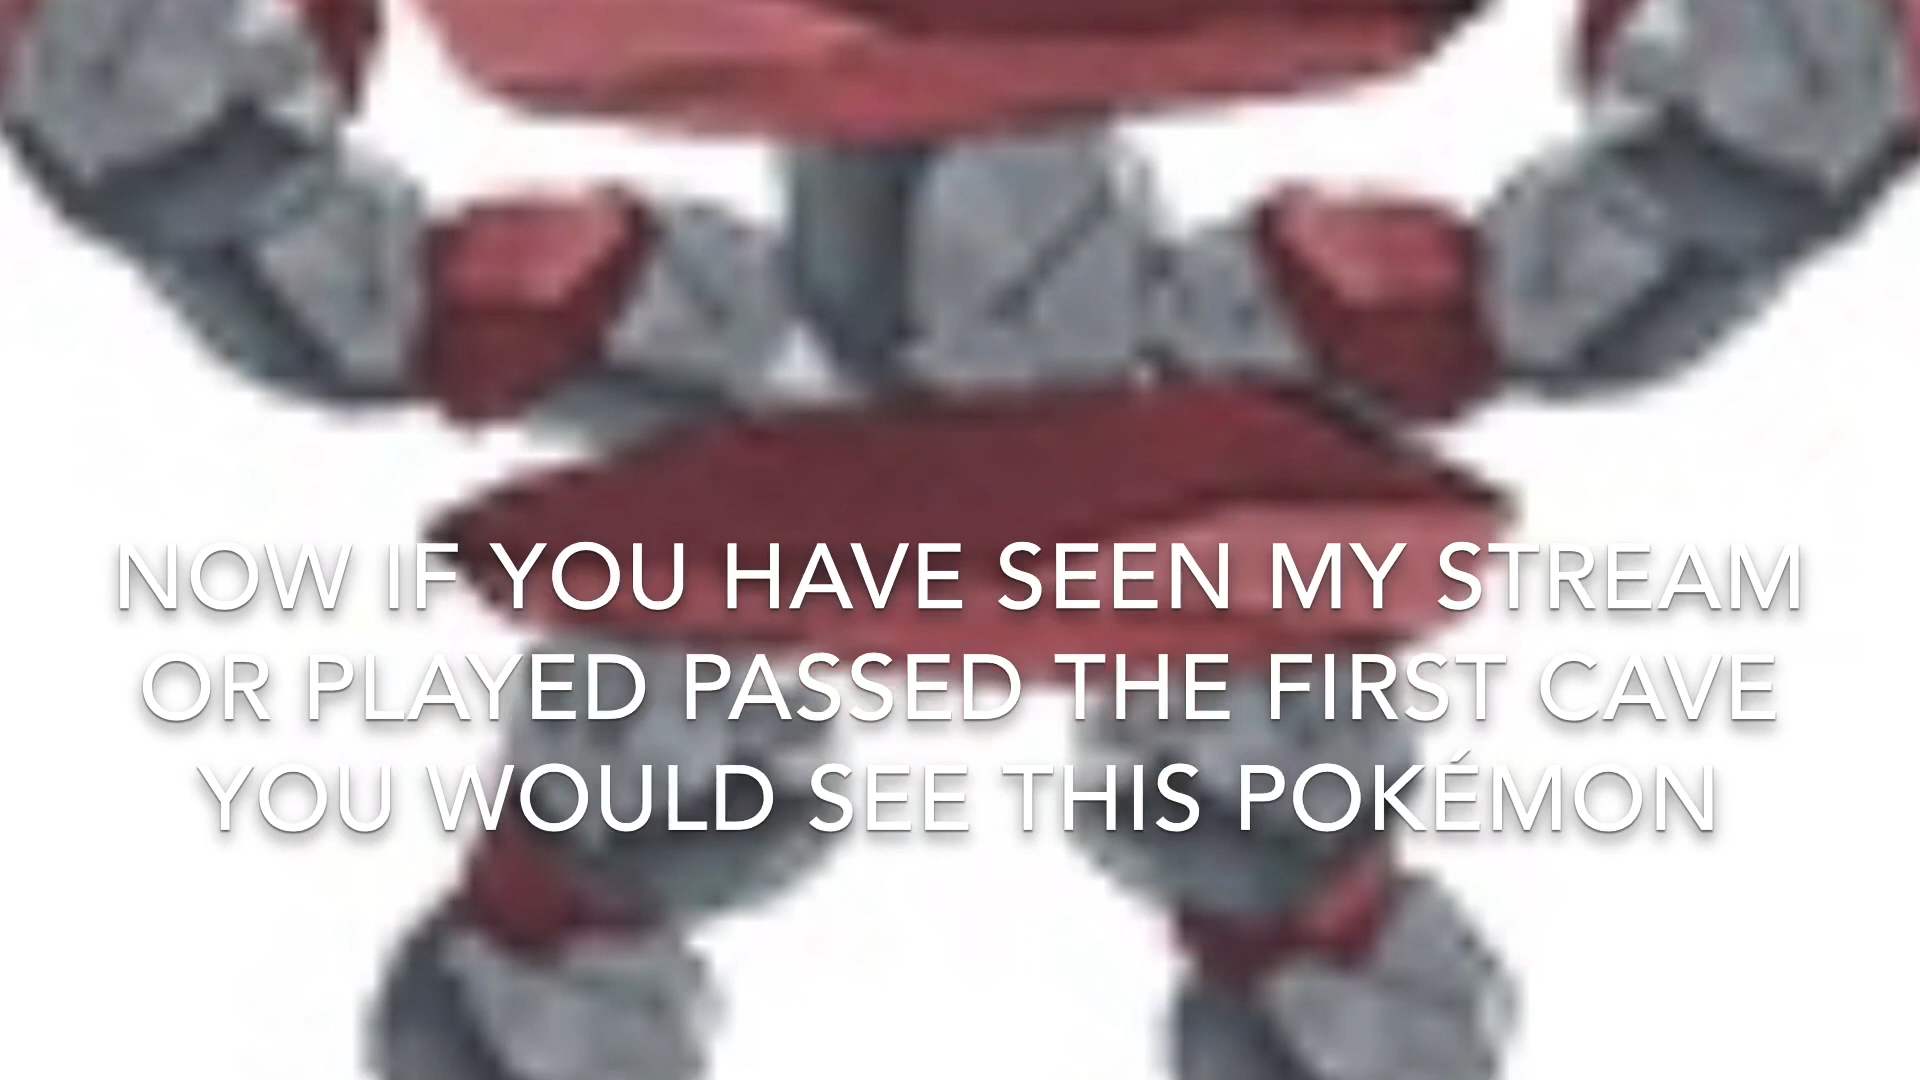 NOW IF YOU HAVE SEEN MY STREAM
OR PLAYED PASSED THE FIRST CAVE
YOU WOULD SEE THIS POKÉMON